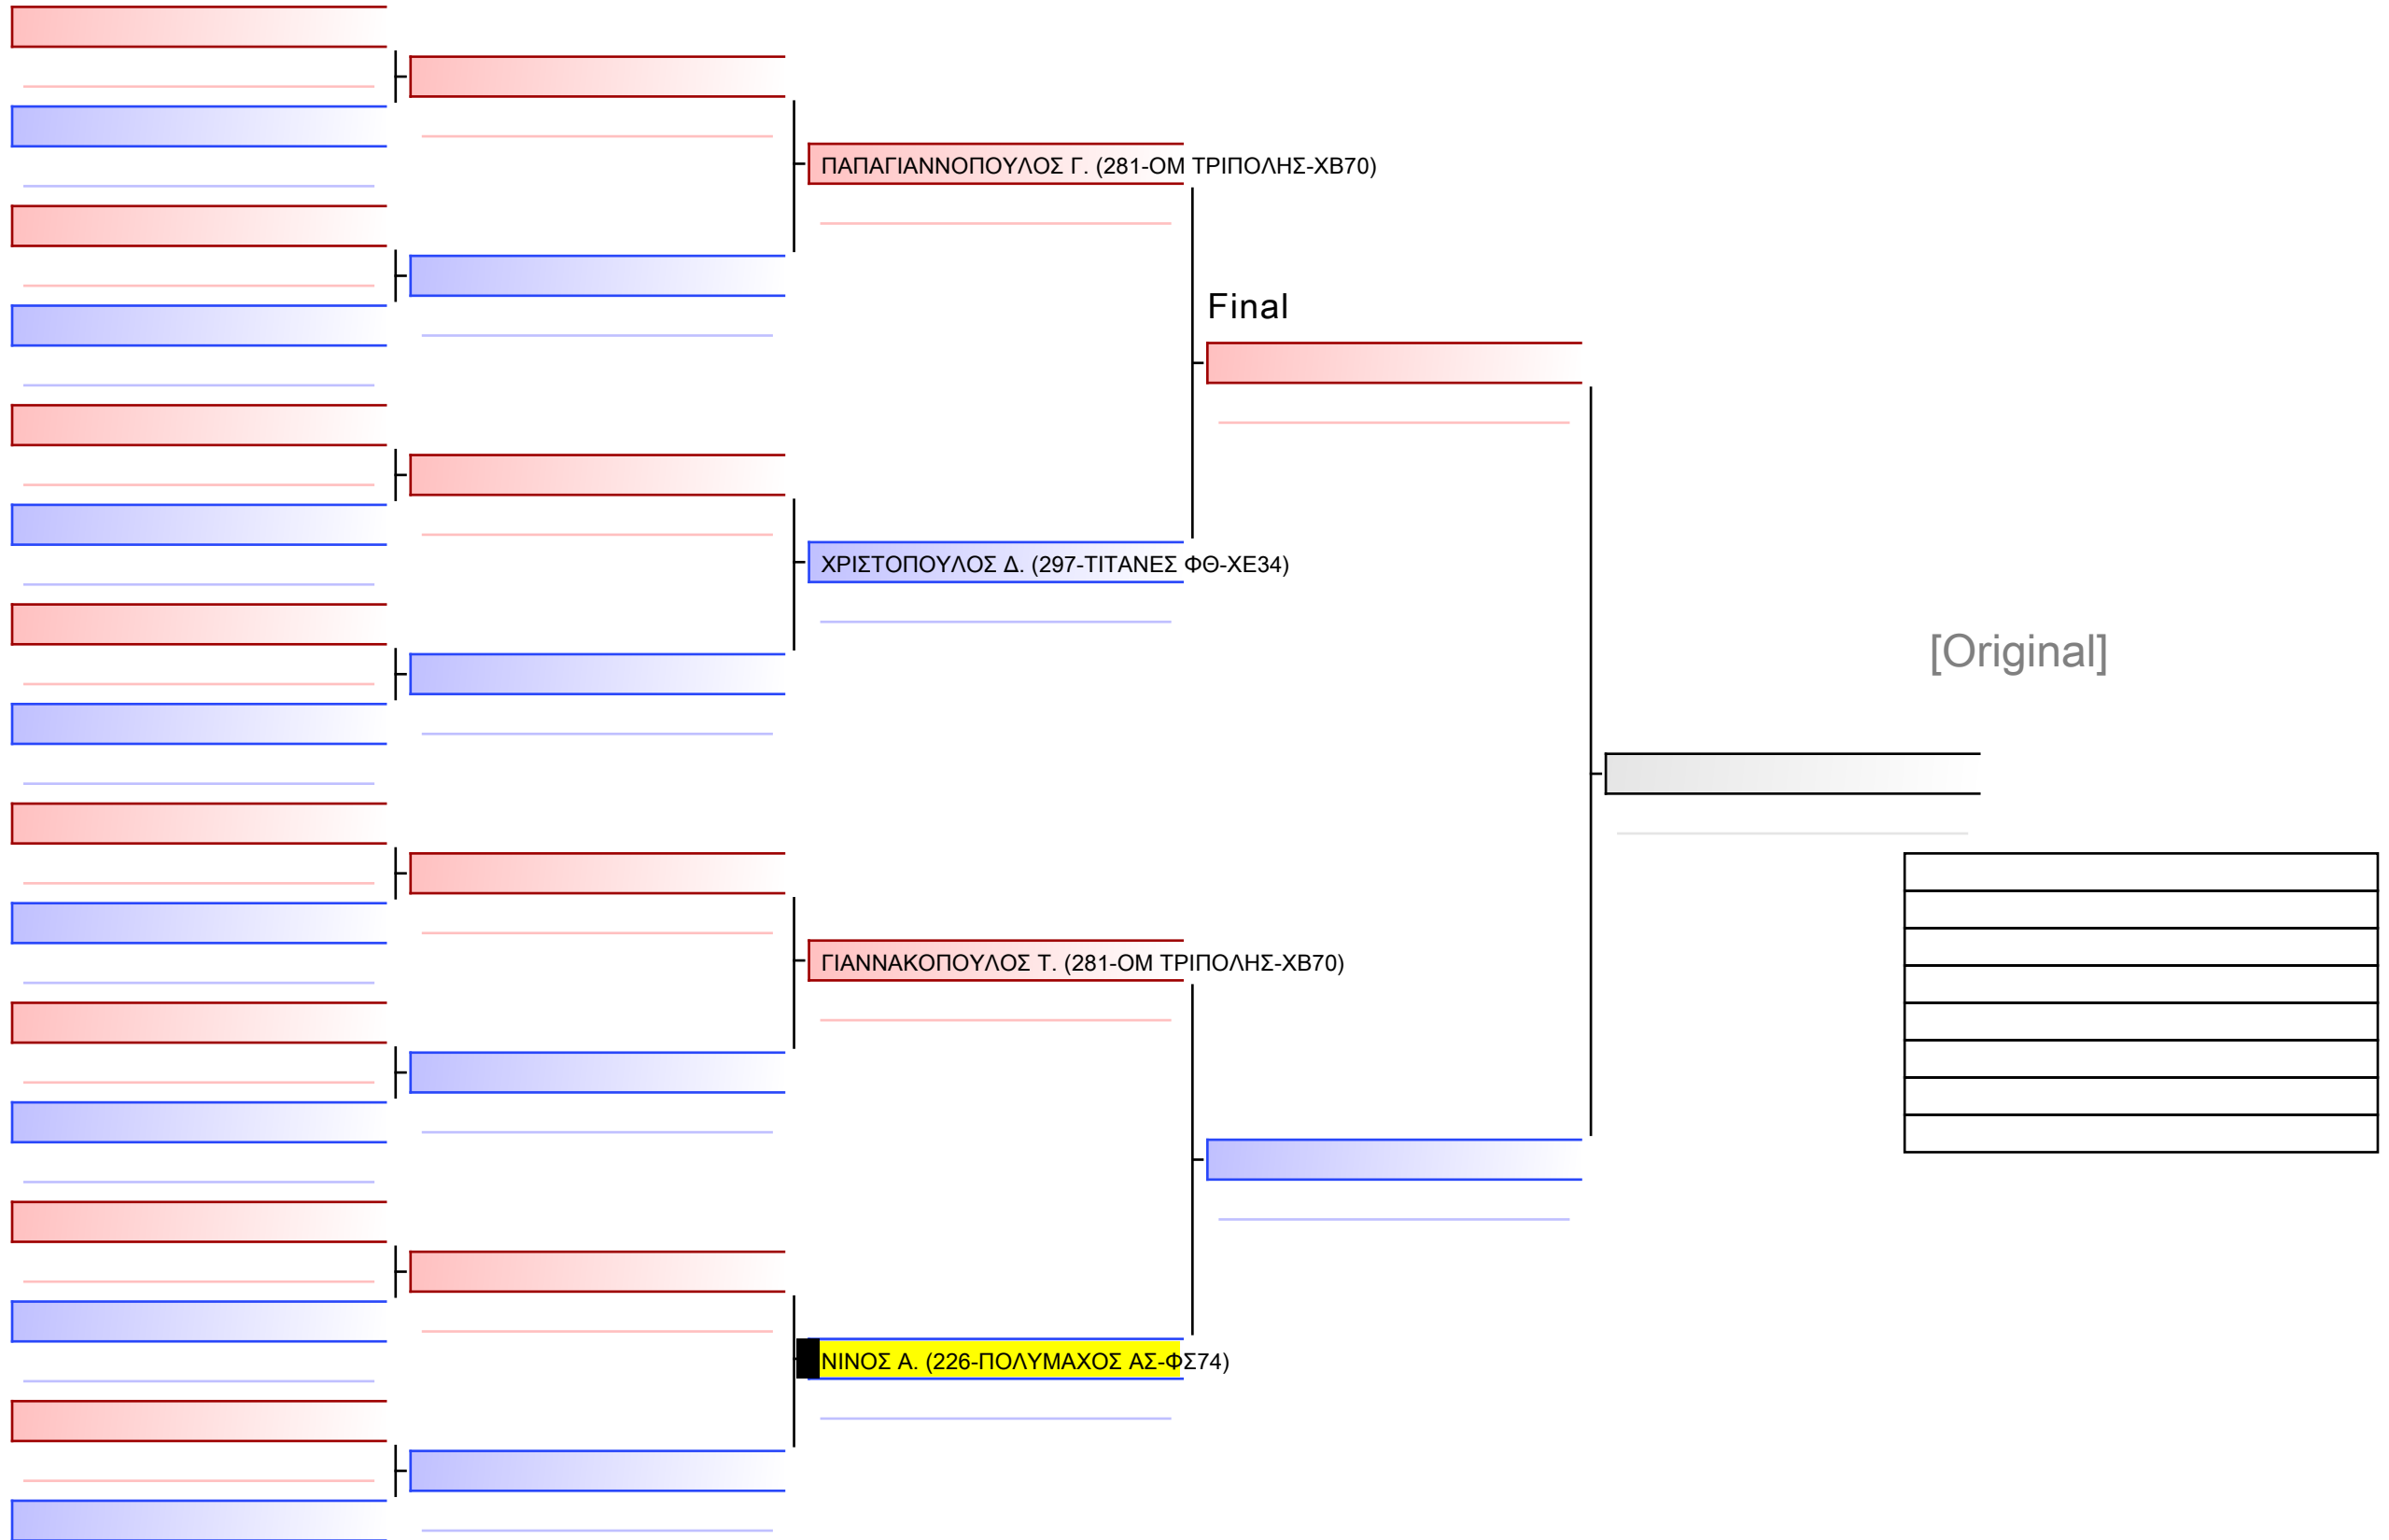 ΠΑΠΑΓΙΑΝΝΟΠΟΥΛΟΣ Γ. (281-ΟΜ ΤΡΙΠΟΛΗΣ-ΧΒ70)
Final
ΧΡΙΣΤΟΠΟΥΛΟΣ Δ. (297-ΤΙΤΑΝΕΣ ΦΘ-ΧΕ34)
[Original]
ΓΙΑΝΝΑΚΟΠΟΥΛΟΣ Τ. (281-ΟΜ ΤΡΙΠΟΛΗΣ-ΧΒ70)
ΝΙΝΟΣ Α. (226-ΠΟΛΥΜΑΧΟΣ ΑΣ-ΦΣ74)